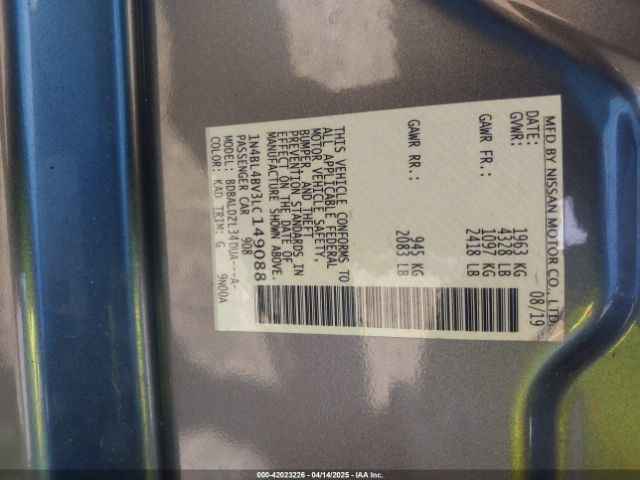 MFD BY NISSAN MOTOR CO., LTD.
DATE: 08/19
GVWR: 1963 KG
4328 LB
GAWR FR.: 1097 KG
2418 LB
GAWR RR.: 945 KG
2083 LB
THIS VEHICLE CONFORMS TO
ALL APPLICABLE FEDERAL
MOTOR VEHICLE SAFETY,
BUMPER, AND THEFT
PREVENTION STANDARDS IN
EFFECT ON THE DATE OF
MANUFACTURE SHOWN ABOVE.
1N4BL4BV3LC149088
PASSENGER CAR 908
MODEL: BDBALDZL34DUA---A-
COLOR: KAD TRIM: G 9N00A
000-42023226 - 04/14/2025 - IAA Inc.